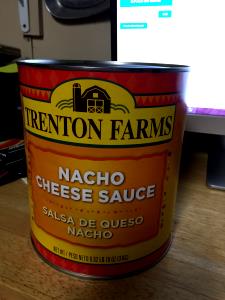 TRENTON FARMS
NACHO
CHEESE SAUCE
SALSA DE QUESO
NACHO